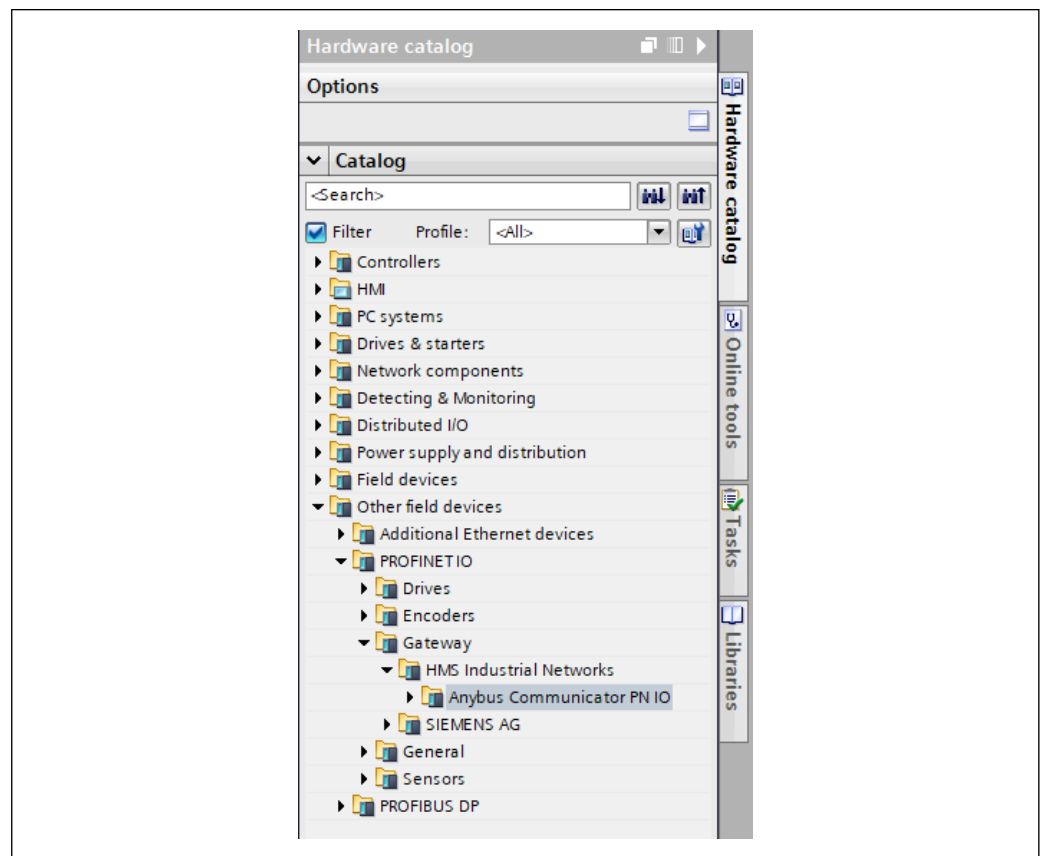 Hardware catalog
Options
Catalog
<Search>
Filter Profile: <All>
Controllers
HMI
PC systems
Drives & starters
Network components
Detecting & Monitoring
Distributed I/O
Power supply and distribution
Field devices
Other field devices
Additional Ethernet devices
PROFINET IO
Drives
Encoders
Gateway
HMS Industrial Networks
Anybus Communicator PN IO
SIEMENS AG
General
Sensors
PROFIBUS DP
Hardware catalog
Online tools
Tasks
Libraries